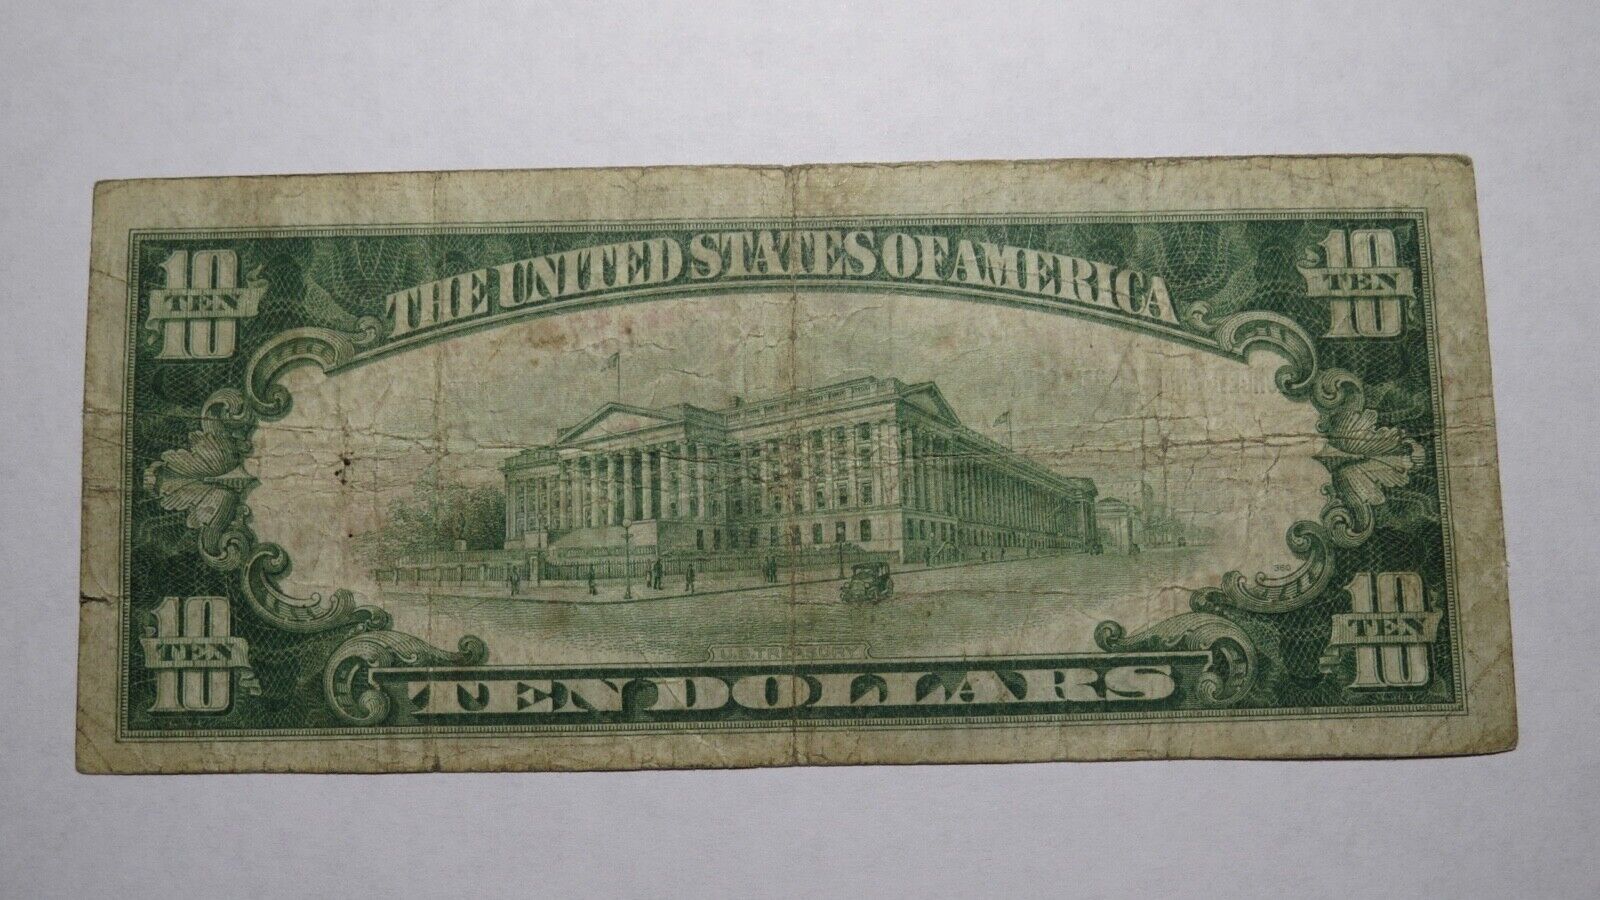 10 TEN 10
THE UNITED STATES OF AMERICA
10 TEN 10
360
10 TEN 10
U.S. TREASURY
TEN DOLLARS
10 TEN 10